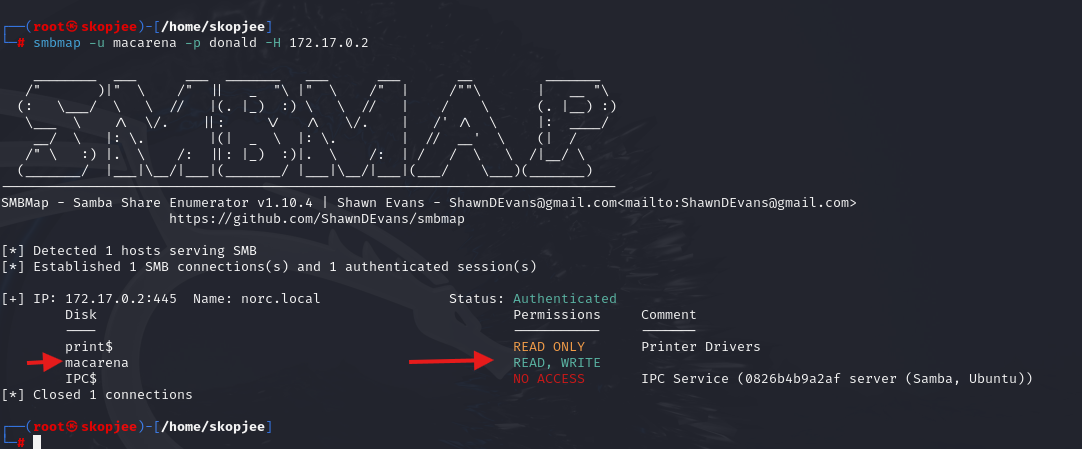 ┌──(root㉿skopjee)-[/home/skopjee]
└─# smbmap -u macarena -p donald -H 172.17.0.2
SMBMap - Samba Share Enumerator v1.10.4 | Shawn Evans - ShawnDEvans@gmail.com<mailto:ShawnDEvans@gmail.com>
https://github.com/ShawnDEvans/smbmap
[*] Detected 1 hosts serving SMB
[*] Established 1 SMB connections(s) and 1 authenticated session(s)
[+] IP: 172.17.0.2:445 Name: norc.local Status: Authenticated
Disk Permissions Comment
---- ----------- -------
print$ READ ONLY Printer Drivers
macarena READ, WRITE
IPC$ NO ACCESS IPC Service (0826b4b9a2af server (Samba, Ubuntu))
[*] Closed 1 connections
┌──(root㉿skopjee)-[/home/skopjee]
└─#